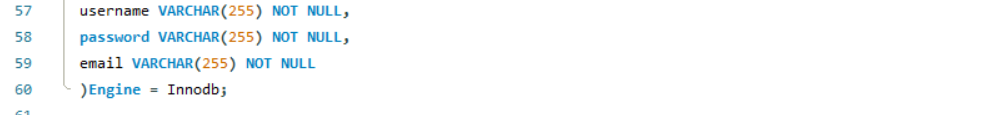 57 username VARCHAR(255) NOT NULL,
58 password VARCHAR(255) NOT NULL,
59 email VARCHAR(255) NOT NULL
60 )Engine = Innodb;
61